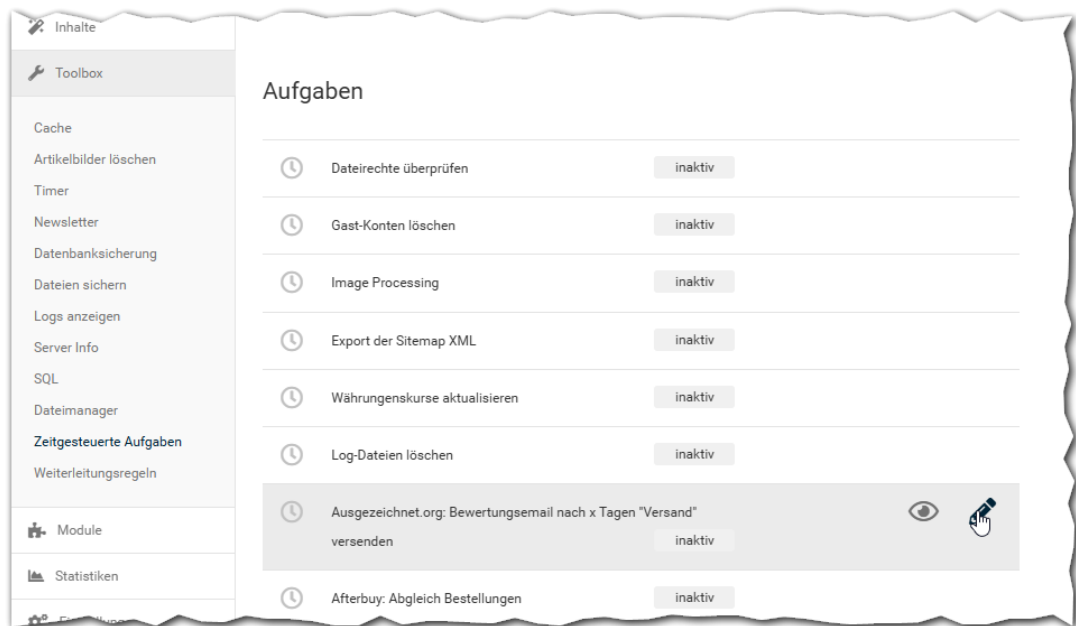 Inhalte
Toolbox
Cache
Artikelbilder löschen
Timer
Newsletter
Datenbanksicherung
Dateien sichern
Logs anzeigen
Server Info
SQL
Dateimanager
Zeitgesteuerte Aufgaben
Weiterleitungsregeln
Module
Statistiken
Aufgaben
Dateirechte überprüfen inaktiv
Gast-Konten löschen inaktiv
Image Processing inaktiv
Export der Sitemap XML inaktiv
Währungenskurse aktualisieren inaktiv
Log-Dateien löschen inaktiv
Ausgezeichnet.org: Bewertungsemail nach x Tagen "Versand"
versenden inaktiv
Afterbuy: Abgleich Bestellungen inaktiv